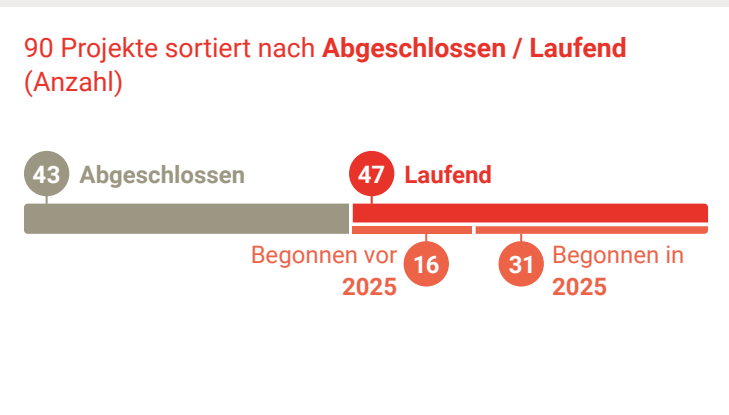 90 Projekte sortiert nach Abgeschlossen / Laufend
(Anzahl)
43 Abgeschlossen
47 Laufend
Begonnen vor
2025
16
31
Begonnen in
2025